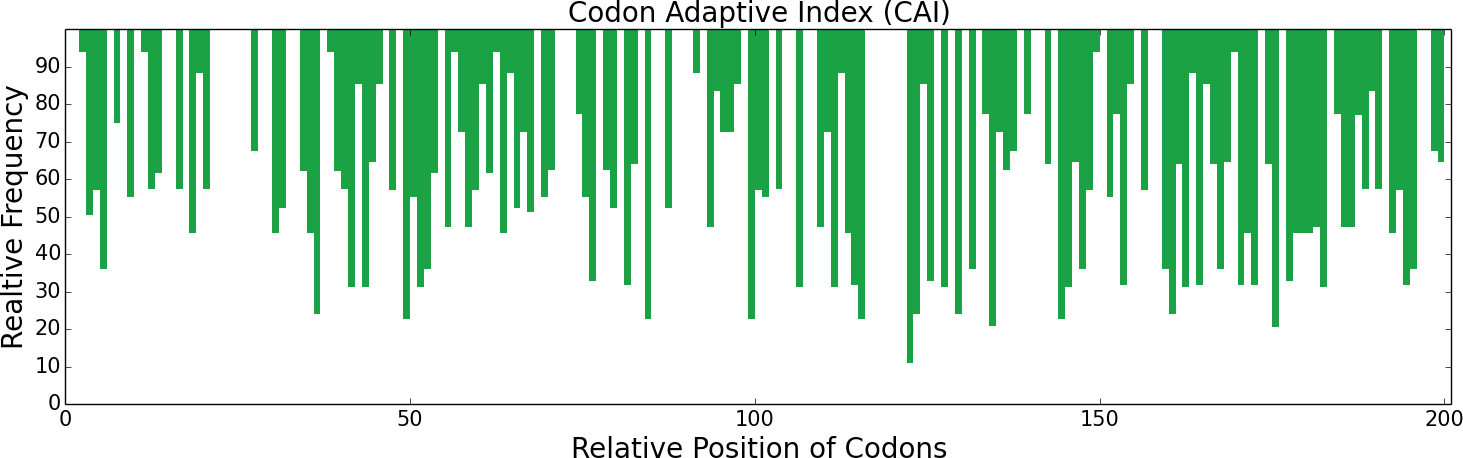 Codon Adaptive Index (CAI)
Realtive Frequency
90
80
70
60
50
40
30
20
10
0
0 50 100 150 200
Relative Position of Codons